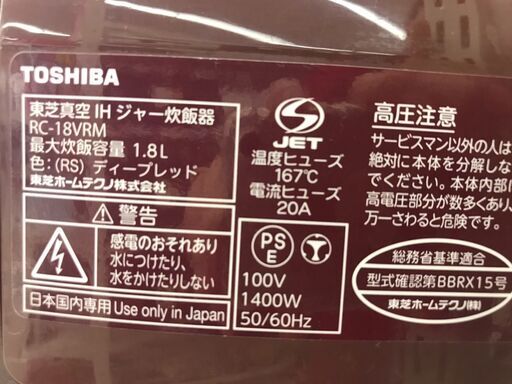 TOSHIBA
東芝真空 IH ジャー炊飯器
RC-18VRM
最大炊飯容量 1.8L
色:(RS) ディープレッド
東芝ホームテクノ株式会社
⚠ 警告
感電のおそれあり
水につけたり、
水をかけたりしない
日本国内専用 Use only in Japan
S
JET
温度ヒューズ
167℃
電流ヒューズ
20A
PS
E
100V
1400W
50/60Hz
高圧注意
サービスマン以外の人は
絶対に本体を分解しな
でください。本体内部に
高電圧部分が数多くあり、
万一さわると危険です。
総務省基準適合
型式確認第BBRX15号
東芝ホームテクノ(株)